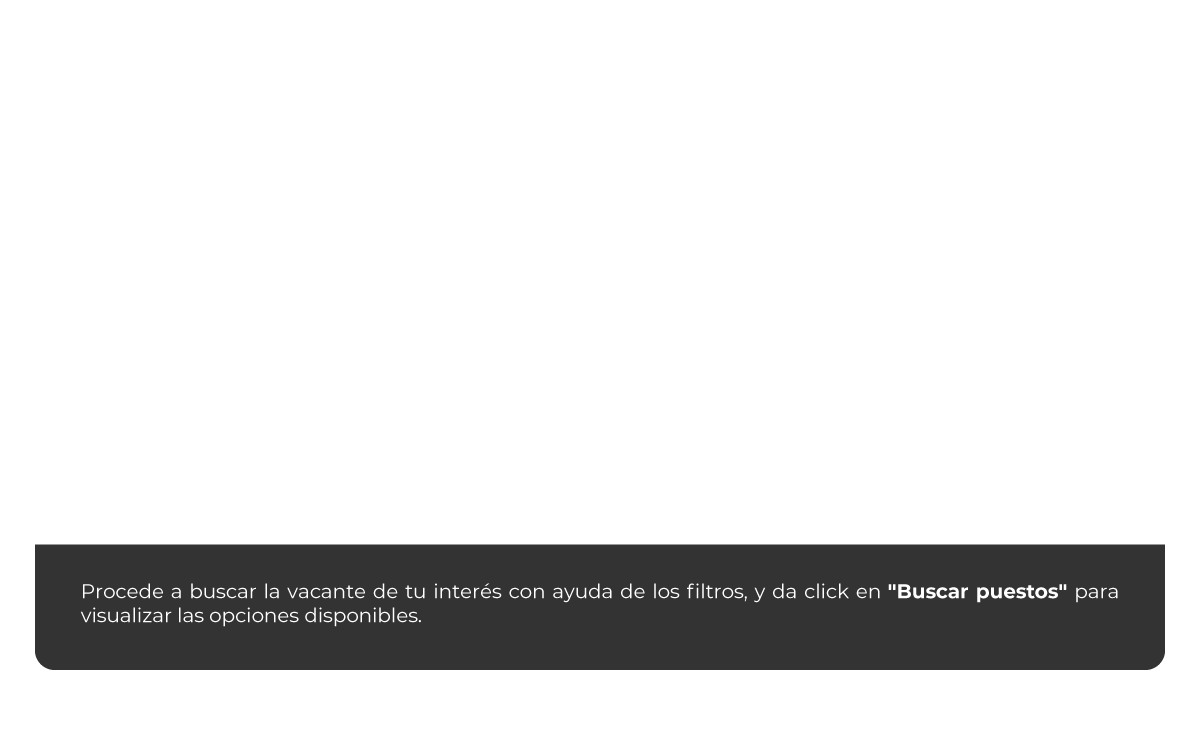 Procede a buscar la vacante de tu interés con ayuda de los filtros, y da click en "Buscar puestos" para
visualizar las opciones disponibles.